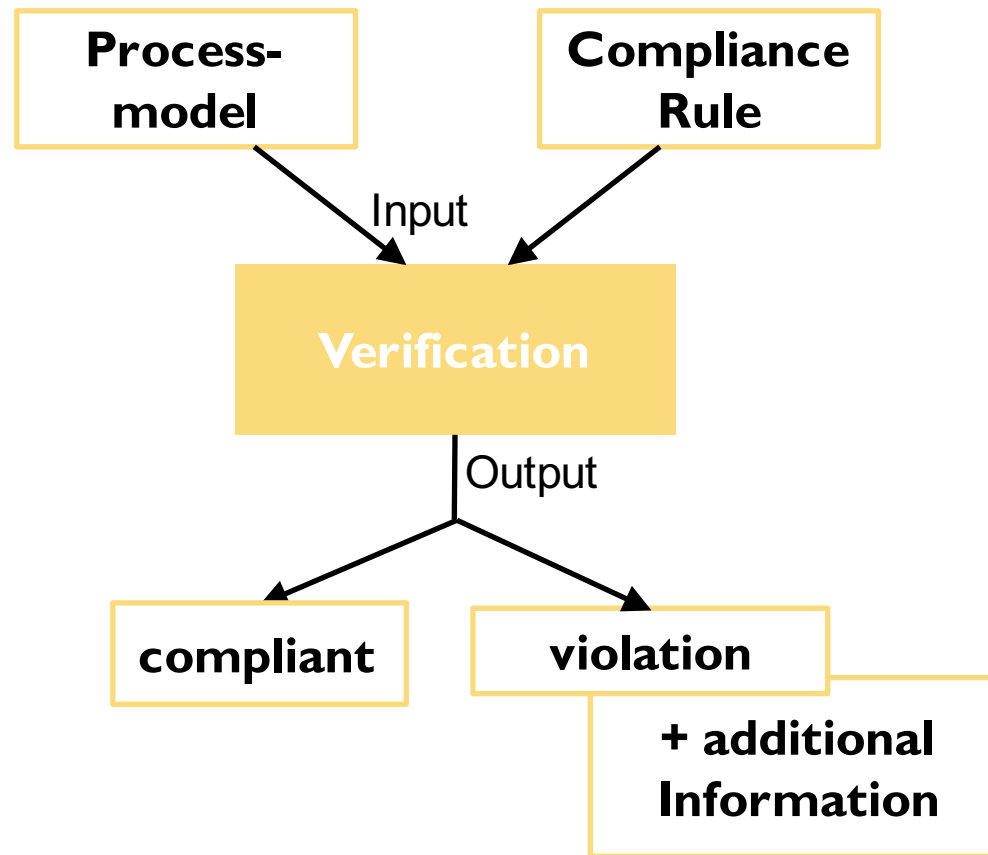 Process-
model
Compliance
Rule
Input
Verification
Output
compliant
violation
+ additional
Information